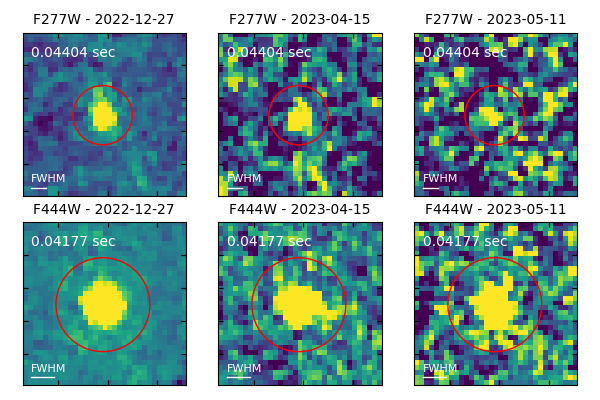 F277W - 2022-12-27
F277W - 2023-04-15
F277W - 2023-05-11
0.04404 sec
0.04404 sec
0.04404 sec
FWHM
FWHM
FWHM
F444W - 2022-12-27
F444W - 2023-04-15
F444W - 2023-05-11
0.04177 sec
0.04177 sec
0.04177 sec
FWHM
FWHM
FWHM